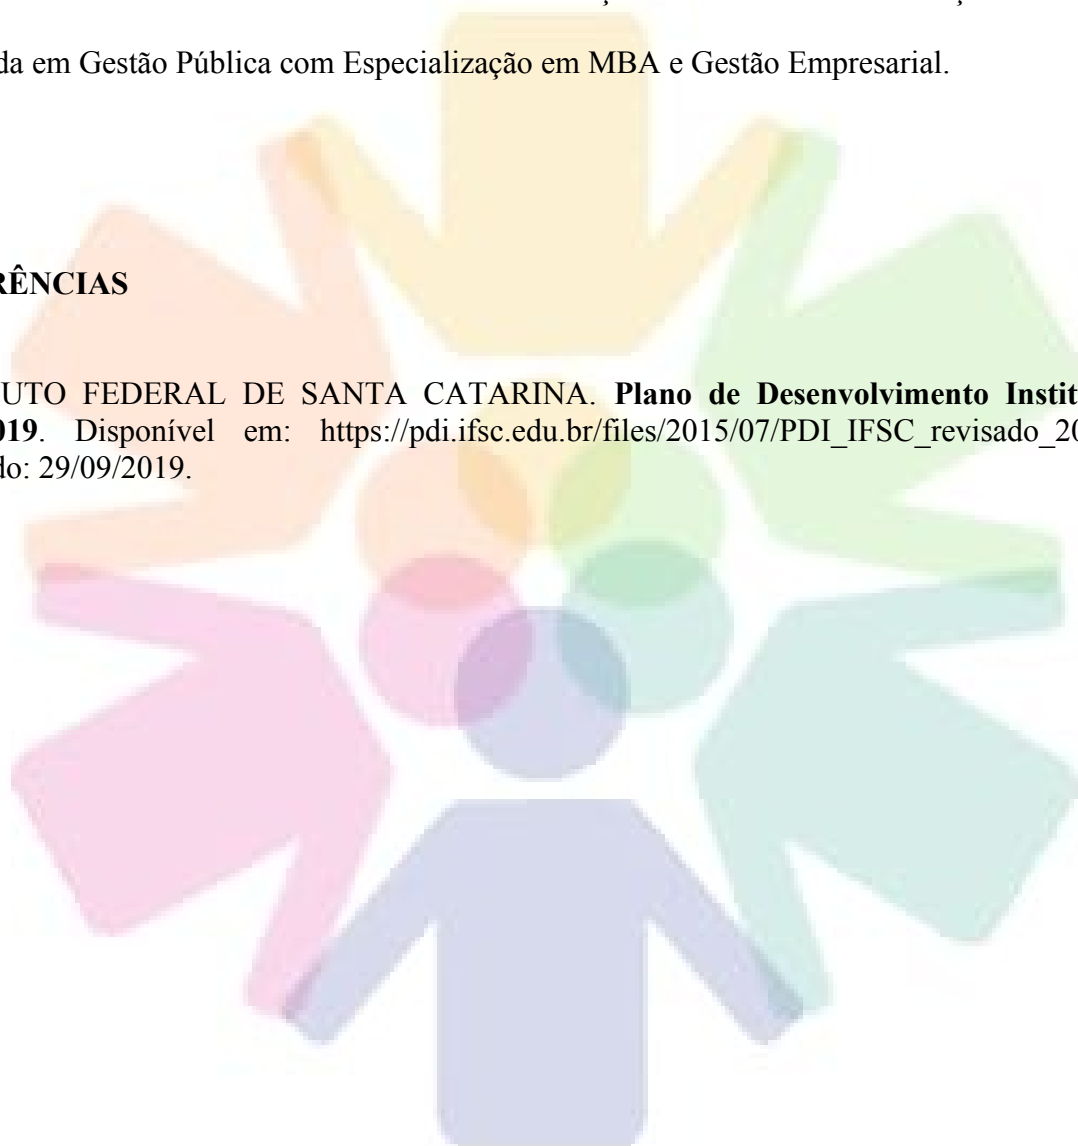 da em Gestão Pública com Especialização em MBA e Gestão Empresarial.
RÊNCIAS
UTO FEDERAL DE SANTA CATARINA. Plano de Desenvolvimento Instit
019. Disponível em: https://pdi.ifsc.edu.br/files/2015/07/PDI_IFSC_revisado_20
do: 29/09/2019.